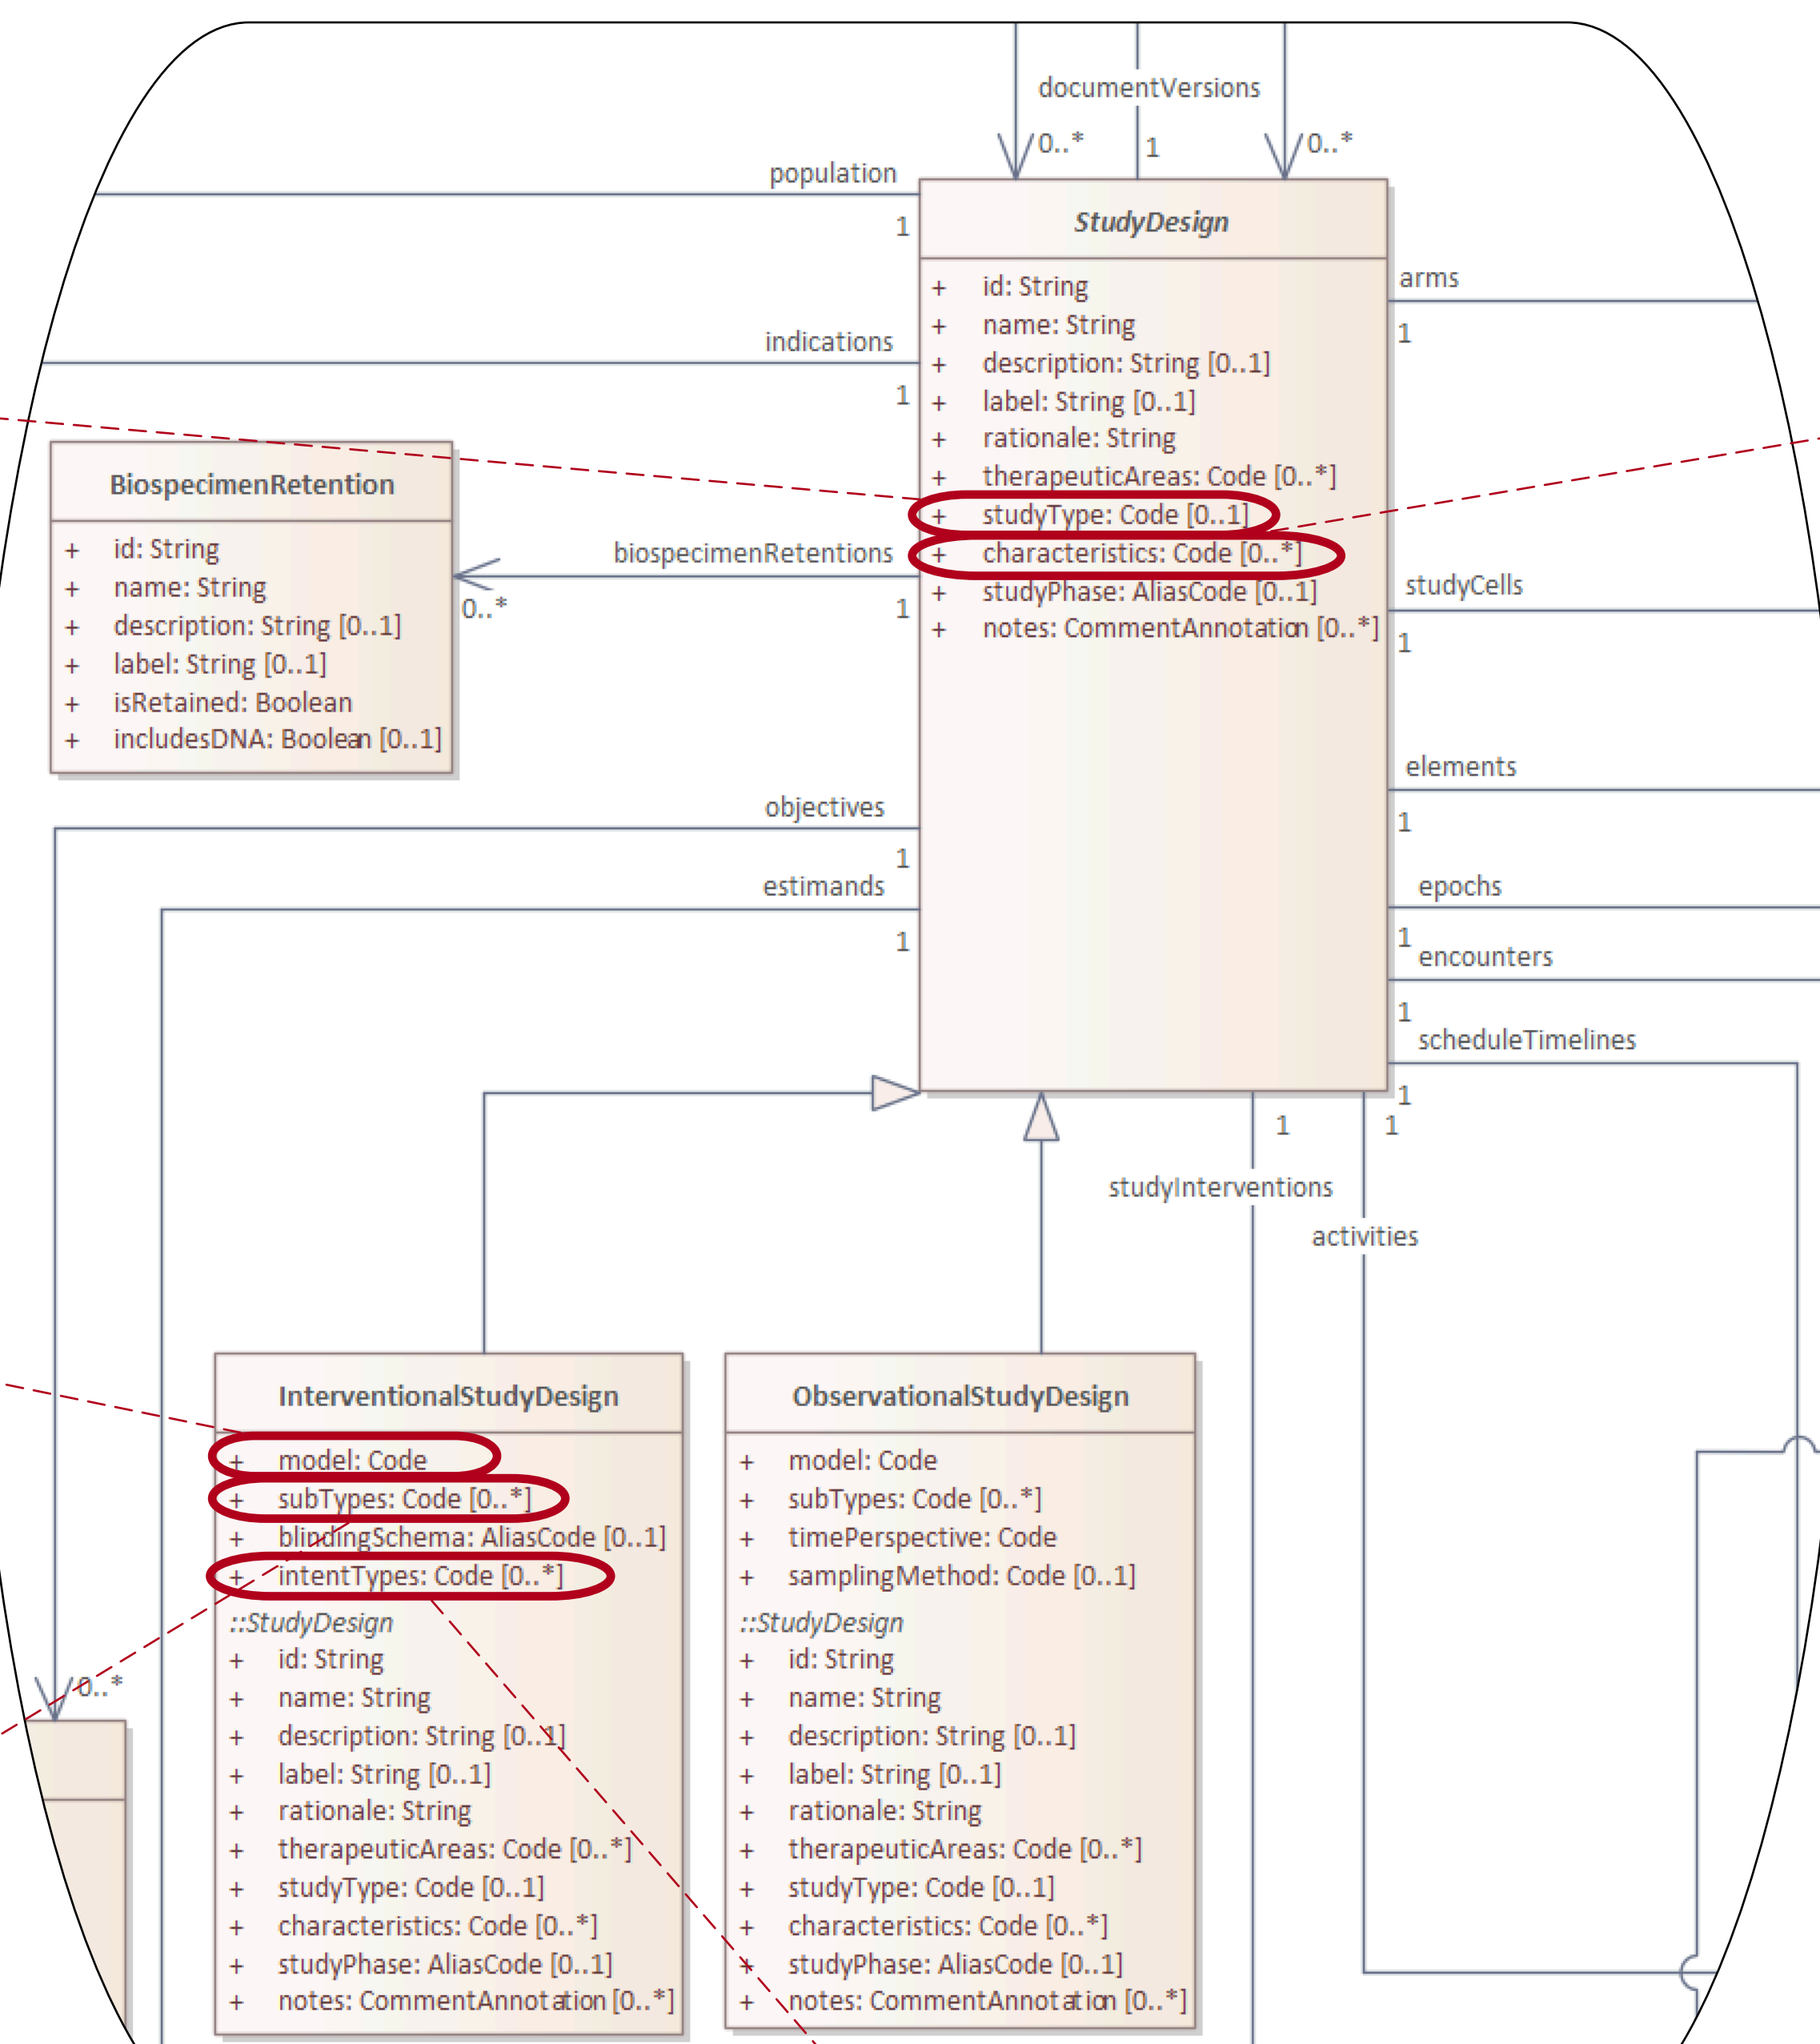 documentVersions
0..*
1
0..*
population
1
StudyDesign
+ id: String
+ name: String
+ description: String [0..1]
+ label: String [0..1]
+ rationale: String
+ therapeuticAreas: Code [0..*]
+ studyType: Code [0..1]
+ characteristics: Code [0..*]
+ studyPhase: AliasCode [0..1]
+ notes: CommentAnnotation [0..*]
arms
1
indications
1
BiospecimenRetention
+ id: String
+ name: String
+ description: String [0..1]
+ label: String [0..1]
+ isRetained: Boolean
+ includesDNA: Boolean [0..1]
biospecimenRetentions
0..*
1
studyCells
1
elements
1
objectives
1
estimands
1
epochs
1
encounters
1
scheduleTimelines
1
1
1
studyInterventions
activities
InterventionalStudyDesign
+ model: Code
+ subTypes: Code [0..*]
+ blindingSchema: AliasCode [0..1]
+ intentTypes: Code [0..*]
::StudyDesign
+ id: String
+ name: String
+ description: String [0..1]
+ label: String [0..1]
+ rationale: String
+ therapeuticAreas: Code [0..*]
+ studyType: Code [0..1]
+ characteristics: Code [0..*]
+ studyPhase: AliasCode [0..1]
+ notes: CommentAnnotation [0..*]
ObservationalStudyDesign
+ model: Code
+ subTypes: Code [0..*]
+ timePerspective: Code
+ samplingMethod: Code [0..1]
::StudyDesign
+ id: String
+ name: String
+ description: String [0..1]
+ label: String [0..1]
+ rationale: String
+ therapeuticAreas: Code [0..*]
+ studyType: Code [0..1]
+ characteristics: Code [0..*]
+ studyPhase: AliasCode [0..1]
+ notes: CommentAnnotation [0..*]
0..*